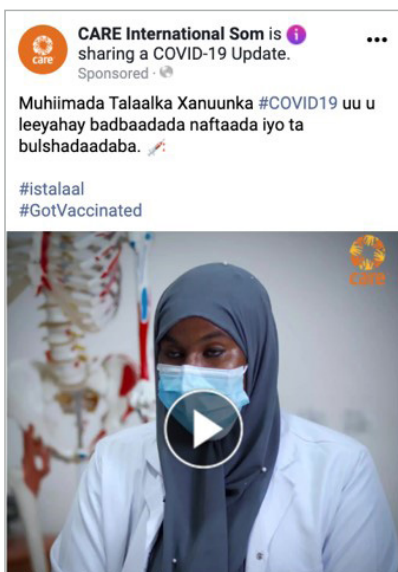 care
CARE International Som is
sharing a COVID-19 Update.
Sponsored ·
Muhiimada Talaalka Xanuunka #COVID19 uu u
leeyahay badbaadada naftaada iyo ta
bulshadaadaba.
#istalaal
#GotVaccinated
care